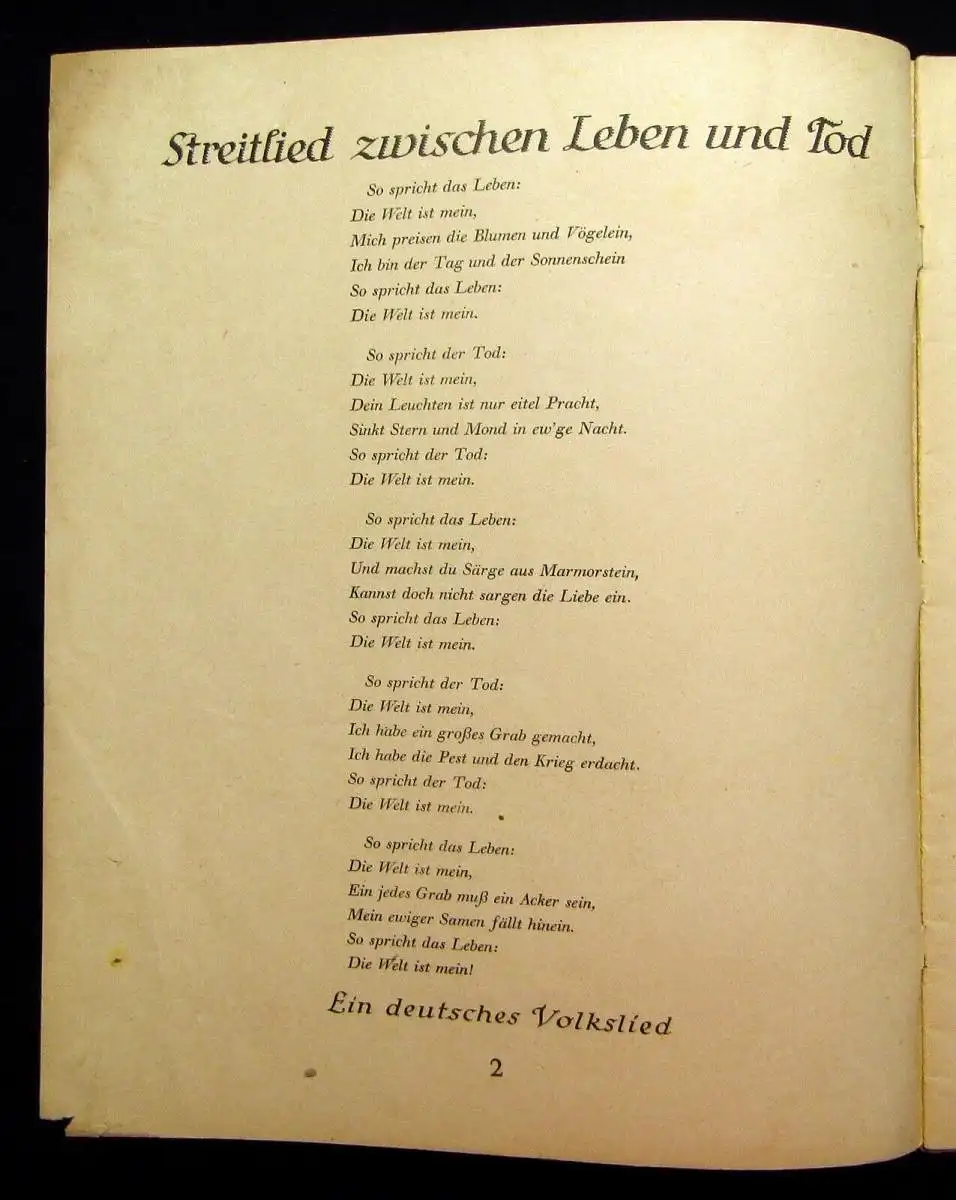 Streitlied zwischen Leben und Tod
So spricht das Leben:
Die Welt ist mein,
Mich preisen die Blumen und Vögelein,
Ich bin der Tag und der Sonnenschein
So spricht das Leben:
Die Welt ist mein.
So spricht der Tod:
Die Welt ist mein,
Dein Leuchten ist nur eitel Pracht,
Sinkt Stern und Mond in ew'ge Nacht.
So spricht der Tod:
Die Welt ist mein.
So spricht das Leben:
Die Welt ist mein,
Und machst du Särge aus Marmorstein,
Kannst doch nicht sargen die Liebe ein.
So spricht das Leben:
Die Welt ist mein.
So spricht der Tod:
Die Welt ist mein,
Ich habe ein großes Grab gemacht,
Ich habe die Pest und den Krieg erdacht.
So spricht der Tod:
Die Welt ist mein.
So spricht das Leben:
Die Welt ist mein,
Ein jedes Grab muß ein Acker sein,
Mein ewiger Samen fällt hinein.
So spricht das Leben:
Die Welt ist mein!
Ein deutsches Volkslied
2